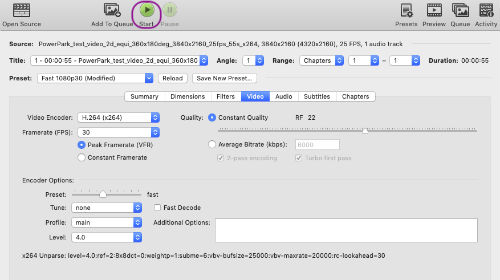 Open Source
Add To Queue
Start
Pause
Presets
Preview
Queue
Activity
Source: PowerPark_test_video_2d_equi_360x180deg_3840x2160_25fps_55s_x264, 3840x2160 (4320x2160), 25 FPS, 1 audio track
Title: 1 - 00:00:55 - PowerPark_test_video_2d_equi_360x180 Angle: 1 Range: Chapters 1 - 1 Duration: 00:00:55
Preset: Fast 1080p30 (Modified) Reload Save New Preset...
Summary Dimensions Filters Video Audio Subtitles Chapters
Video Encoder: H.264 (x264) Quality: Constant Quality RF 22
Framerate (FPS): 30
Peak Framerate (VFR) Average Bitrate (kbps): 6000
Constant Framerate 2-pass encoding Turbo first pass
Encoder Options:
Preset: fast
Tune: none Fast Decode
Profile: main Additional Options:
Level: 4.0
x264 Unparse: level=4.0:ref=2:8x8dct=0:weightp=1:subme=6:vbv-bufsize=25000:vbv-maxrate=20000:rc-lookahead=30